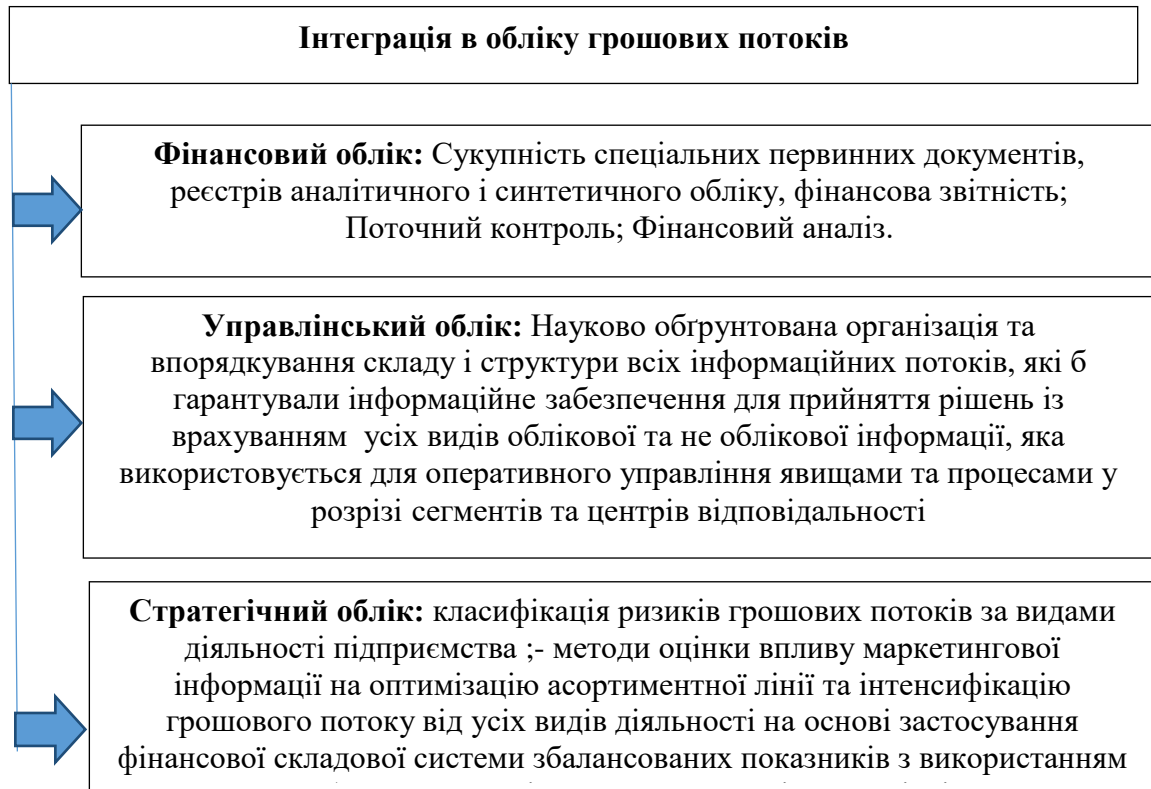 Інтеграція в обліку грошових потоків
Фінансовий облік: Сукупність спеціальних первинних документів,
реєстрів аналітичного і синтетичного обліку, фінансова звітність;
Поточний контроль; Фінансовий аналіз.
Управлінський облік: Науково обґрунтована організація та
впорядкування складу і структури всіх інформаційних потоків, які б
гарантували інформаційне забезпечення для прийняття рішень із
врахуванням  усіх видів облікової та не облікової інформації, яка
використовується для оперативного управління явищами та процесами у
розрізі сегментів та центрів відповідальності
Стратегічний облік: класифікація ризиків грошових потоків за видами
діяльності підприємства ;- методи оцінки впливу маркетингової
інформації на оптимізацію асортиментної лінії та інтенсифікацію
грошового потоку від усіх видів діяльності на основі застосування
фінансової складової системи збалансованих показників з використанням